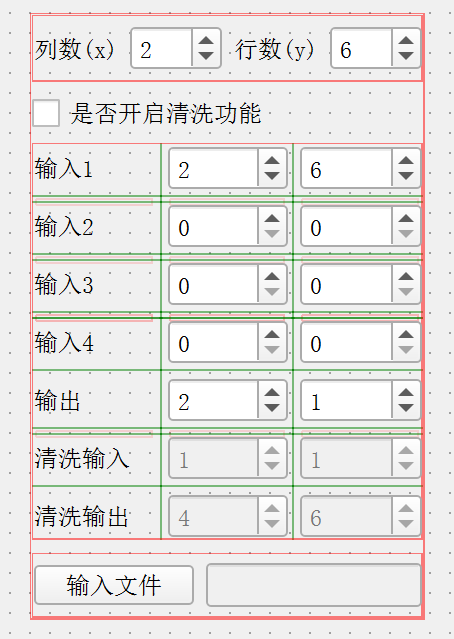 列数(x) 2 行数(y) 6
是否开启清洗功能
输入1 2 6
输入2 0 0
输入3 0 0
输入4 0 0
输出 2 1
清洗输入 1 1
清洗输出 4 6
输入文件